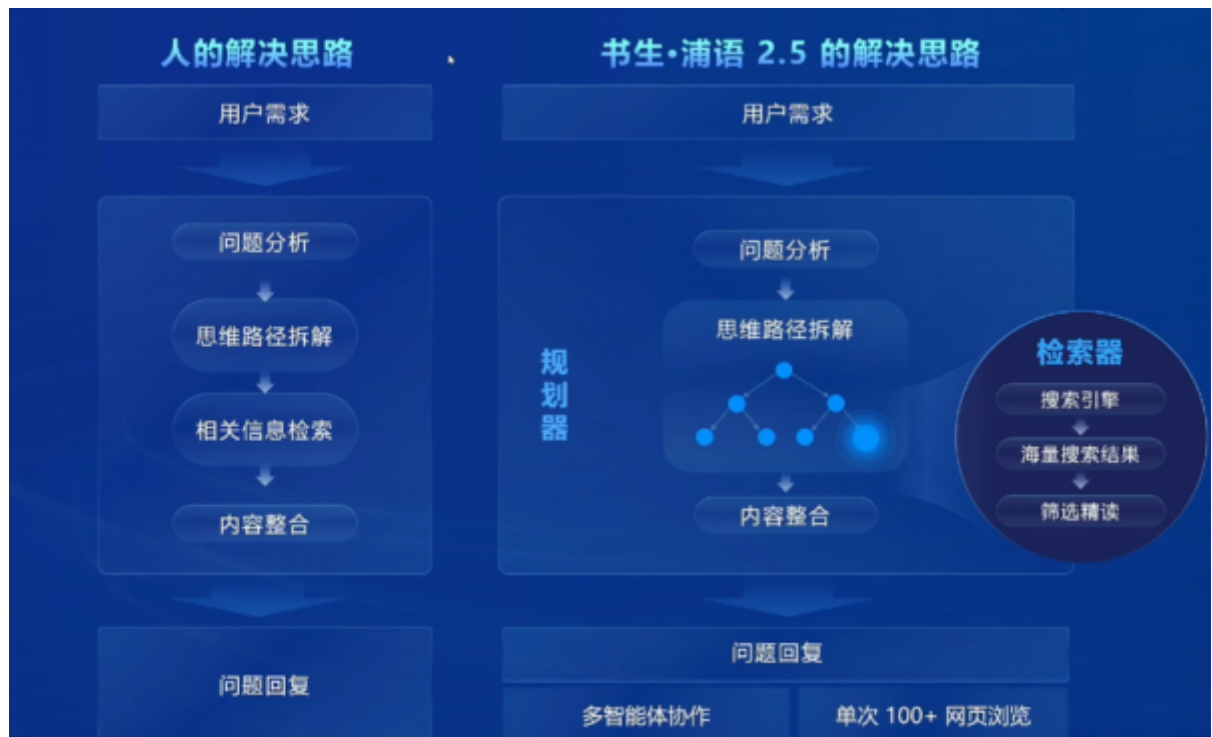 人的解决思路
用户需求
问题分析
思维路径拆解
相关信息检索
内容整合
问题回复
书生·浦语 2.5 的解决思路
用户需求
规划器
问题分析
思维路径拆解
内容整合
检索器
搜索引擎
海量搜索结果
筛选精读
问题回复
多智能体协作
单次 100+ 网页浏览